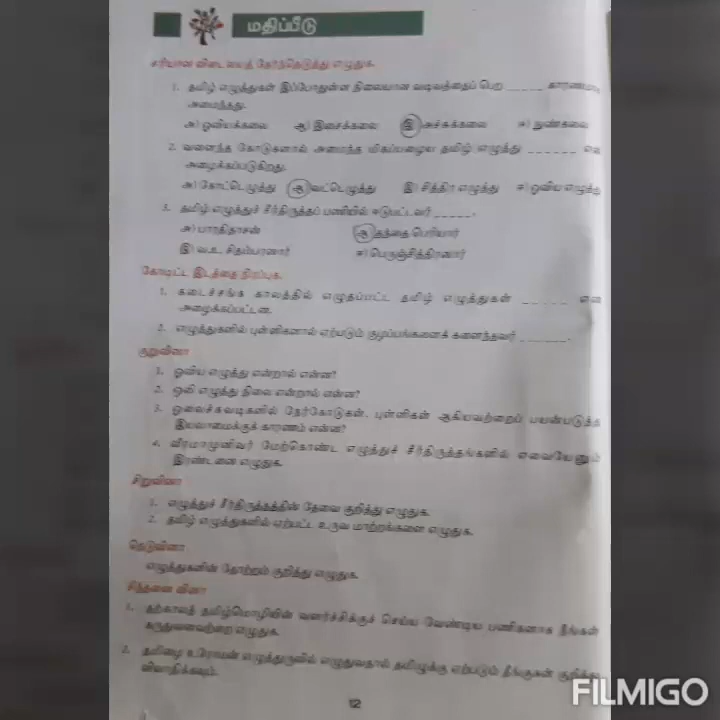 மதிப்பீடு
சரியான விடையைத் தேர்ந்தெடுத்து எழுதுக.
1. தமிழ் எழுத்துகள் இப்போதுள்ள நிலையான வடிவத்தைப் பெற _____ காரணமாக
அமைந்தது.
அ) ஓவியக்கலை ஆ) இசைக்கலை இ) அச்சுக்கலை ஈ) நுண்கலை
2. வளைந்த கோடுகளால் அமைந்த மிகப்பழைய தமிழ் எழுத்து ______ என
அழைக்கப்படுகிறது.
அ) கோட்டெழுத்து ஆ) வட்டெழுத்து இ) சித்திர எழுத்து ஈ) ஓவிய எழுத்து
3. தமிழ் எழுத்துச் சீர்திருத்தப் பணியில் ஈடுபட்டவர் _____.
அ) பாரதிதாசன் ஆ) தந்தை பெரியார்
இ) வ.உ. சிதம்பரனார் ஈ) பெருஞ்சித்திரனார்
கோடிட்ட இடத்தை நிரப்புக.
1. கடைச்சங்க காலத்தில் எழுதப்பட்ட தமிழ் எழுத்துகள் _____ என
அழைக்கப்பட்டன.
2. எழுத்துகளில் புள்ளிகளால் ஏற்படும் குழப்பங்களைக் களைந்தவர் ______.
குறுவினா
1. ஓவிய எழுத்து என்றால் என்ன?
2. ஒலி எழுத்து நிலை என்றால் என்ன?
3. ஓலைச்சுவடிகளில் நேர்கோடுகள், புள்ளிகள் ஆகியவற்றைப் பயன்படுத்த
இயலாமைக்குக் காரணம் என்ன?
4. வீரமாமுனிவர் மேற்கொண்ட எழுத்துச் சீர்திருத்தங்களில் எவையேனும்
இரண்டனை எழுதுக.
சிறுவினா
1. எழுத்துச் சீர்திருத்தத்தின் தேவை குறித்து எழுதுக.
2. தமிழ் எழுத்துகளில் ஏற்பட்ட உருவ மாற்றங்களை எழுதுக.
நெடுவினா
எழுத்துகளின் தோற்றம் குறித்து எழுதுக.
சிந்தனை வினா
1. தற்காலத் தமிழ்மொழியின் வளர்ச்சிக்குச் செய்ய வேண்டிய பணிகளாக நீங்கள்
கருதுவனவற்றை எழுதுக.
2. தமிழை உரோமன் எழுத்துருவில் எழுதுவதால் தமிழுக்கு ஏற்படும் தீங்குகள் குறித்து
விவாதிக்கவும்.
12
FILMIGO